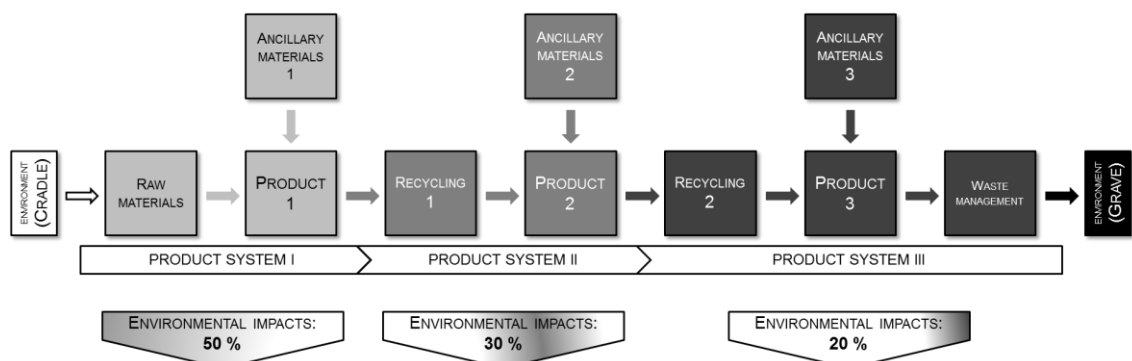 ANCILLARY
MATERIALS
1
ANCILLARY
MATERIALS
2
ANCILLARY
MATERIALS
3
ENVIRONMENT
(CRADLE)
RAW
MATERIALS
PRODUCT
1
RECYCLING
1
PRODUCT
2
RECYCLING
2
PRODUCT
3
WASTE
MANAGEMENT
ENVIRONMENT
(GRAVE)
PRODUCT SYSTEM I
PRODUCT SYSTEM II
PRODUCT SYSTEM III
ENVIRONMENTAL IMPACTS:
50 %
ENVIRONMENTAL IMPACTS:
30 %
ENVIRONMENTAL IMPACTS:
20 %